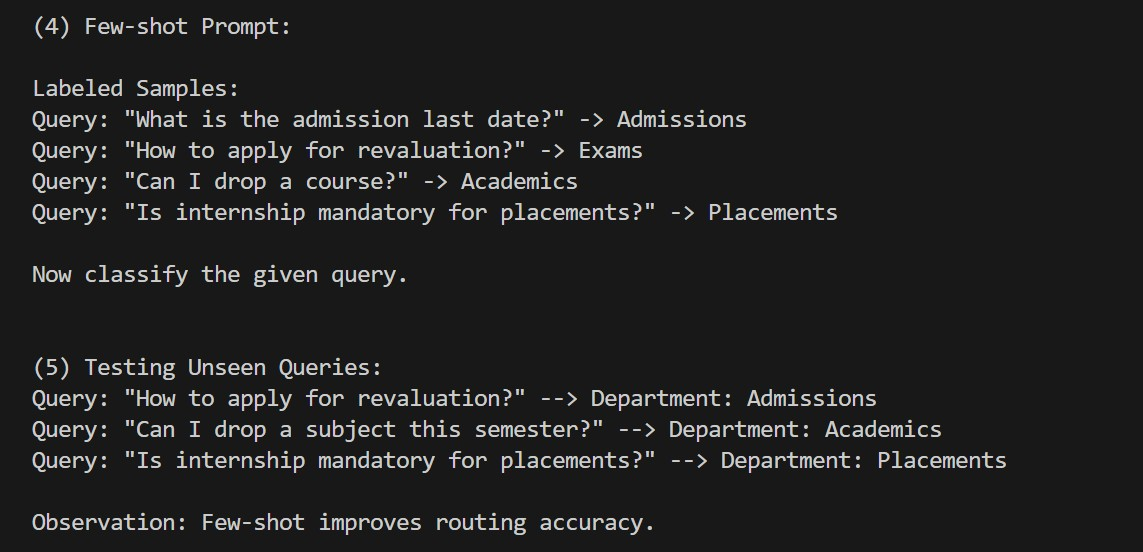 (4) Few-shot Prompt:
Labeled Samples:
Query: "What is the admission last date?" -> Admissions
Query: "How to apply for revaluation?" -> Exams
Query: "Can I drop a course?" -> Academics
Query: "Is internship mandatory for placements?" -> Placements
Now classify the given query.
(5) Testing Unseen Queries:
Query: "How to apply for revaluation?" --> Department: Admissions
Query: "Can I drop a subject this semester?" --> Department: Academics
Query: "Is internship mandatory for placements?" --> Department: Placements
Observation: Few-shot improves routing accuracy.